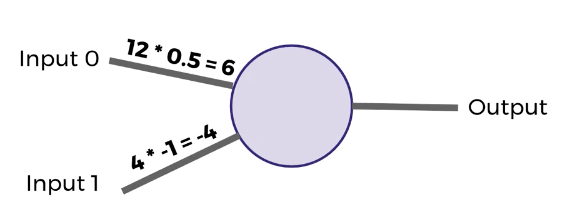 12 * 0.5 = 6
Input 0
Output
4 * -1 = -4
Input 1